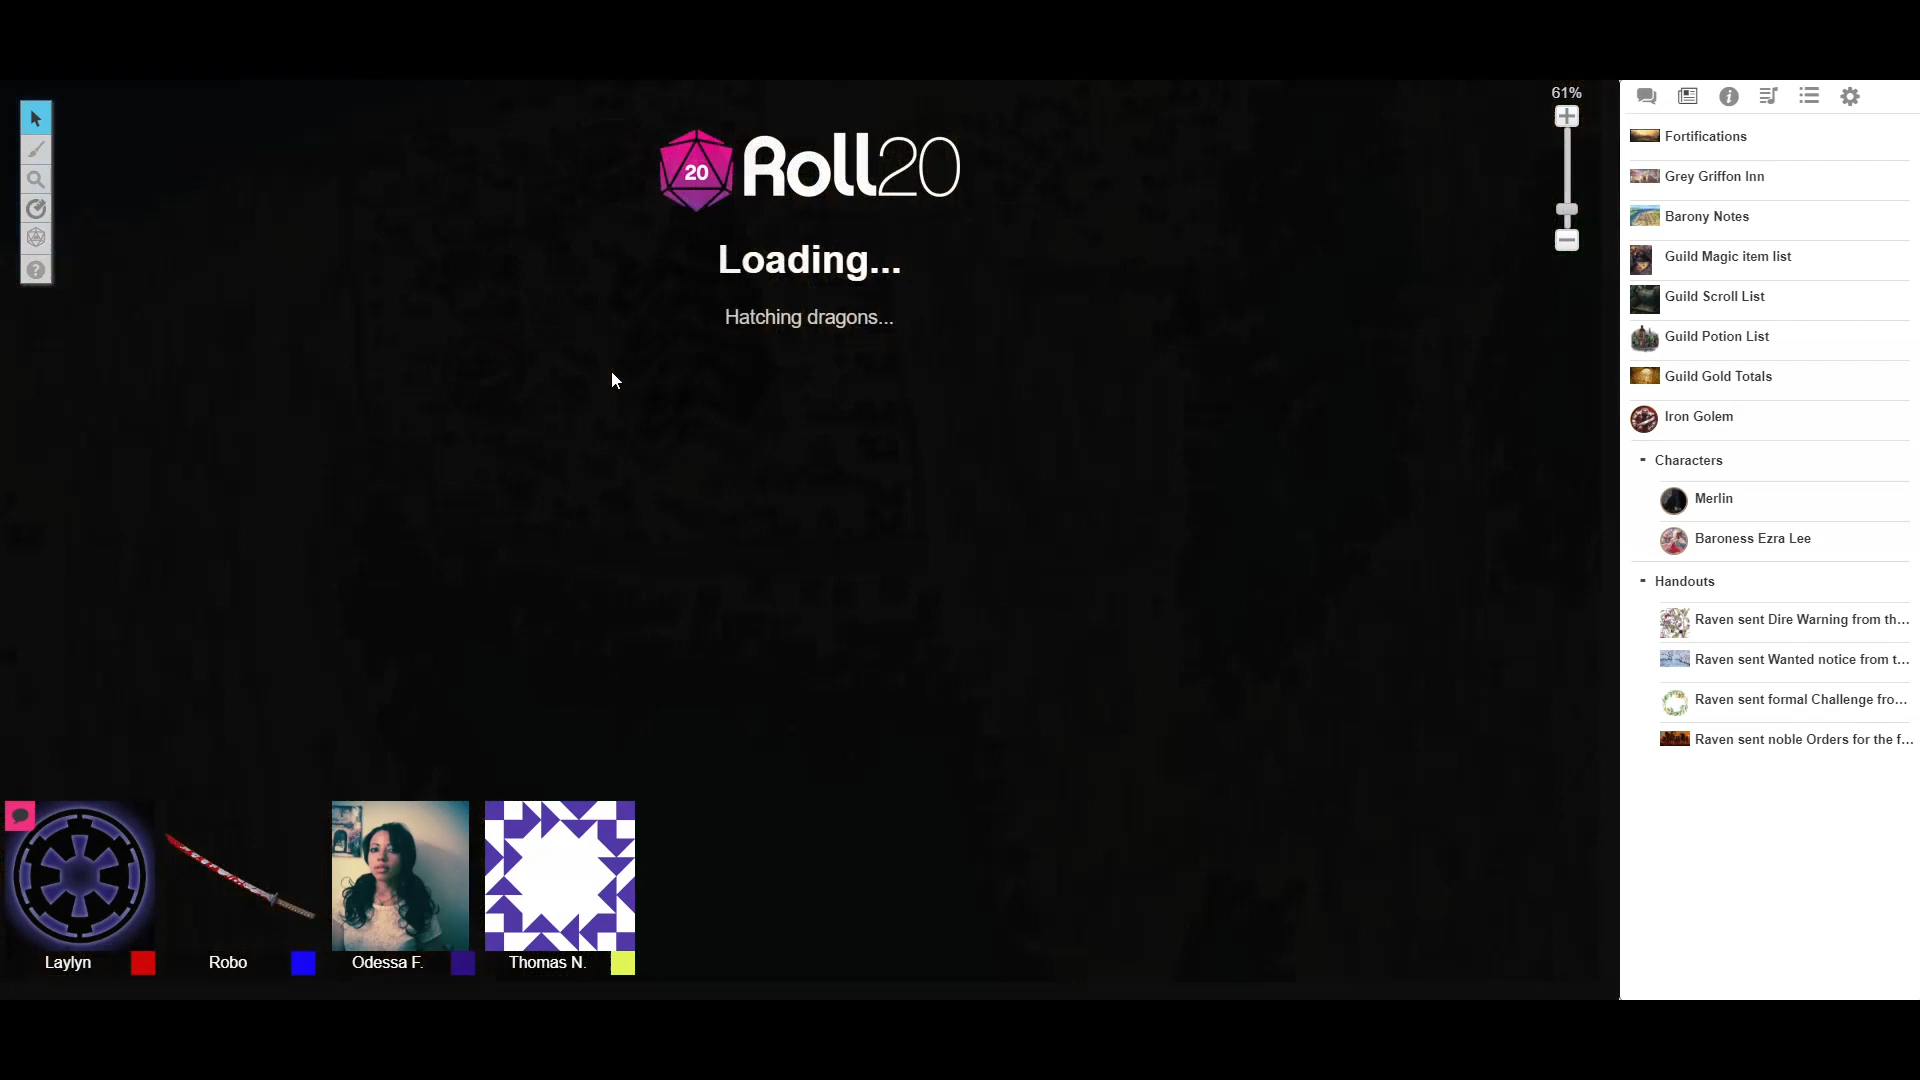 61%
20
Roll20
Loading...
Hatching dragons...
Fortifications
Grey Griffon Inn
Barony Notes
Guild Magic item list
Guild Scroll List
Guild Potion List
Guild Gold Totals
Iron Golem
- Characters
Merlin
Baroness Ezra Lee
- Handouts
Raven sent Dire Warning from th...
Raven sent Wanted notice from t...
Raven sent formal Challenge fro...
Raven sent noble Orders for the f...
Laylyn
Robo
Odessa F.
Thomas N.